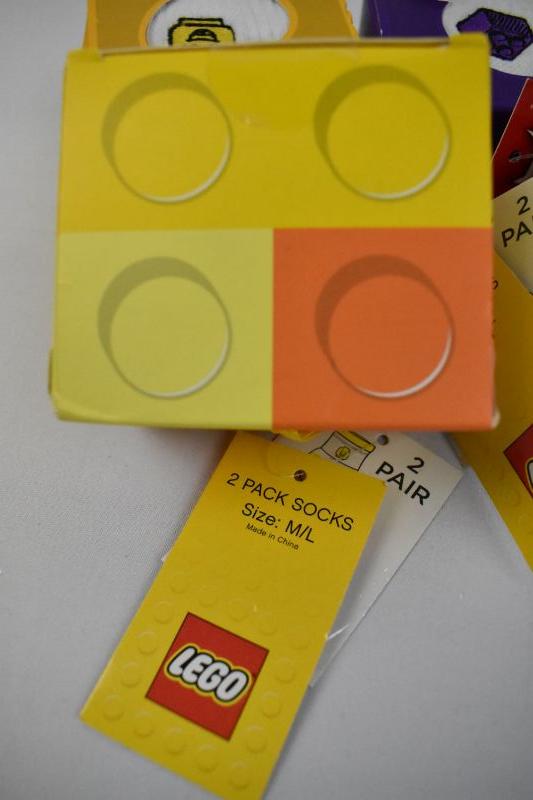 2
PA
2
PAIR
2 PACK SOCKS
Size: M/L
Made in China
LEGO